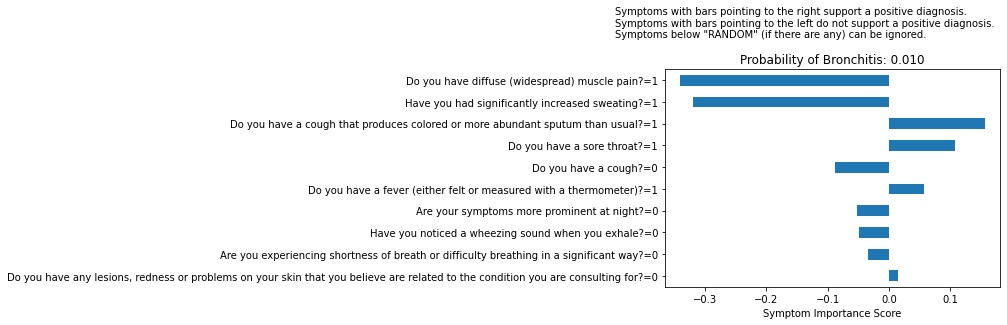 Symptoms with bars pointing to the right support a positive diagnosis.
Symptoms with bars pointing to the left do not support a positive diagnosis.
Symptoms below "RANDOM" (if there are any) can be ignored.
Probability of Bronchitis: 0.010
Do you have diffuse (widespread) muscle pain?=1
Have you had significantly increased sweating?=1
Do you have a cough that produces colored or more abundant sputum than usual?=1
Do you have a sore throat?=1
Do you have a cough?=0
Do you have a fever (either felt or measured with a thermometer)?=1
Are your symptoms more prominent at night?=0
Have you noticed a wheezing sound when you exhale?=0
Are you experiencing shortness of breath or difficulty breathing in a significant way?=0
Do you have any lesions, redness or problems on your skin that you believe are related to the condition you are consulting for?=0
−0.3 −0.2 −0.1 0.0 0.1
Symptom Importance Score